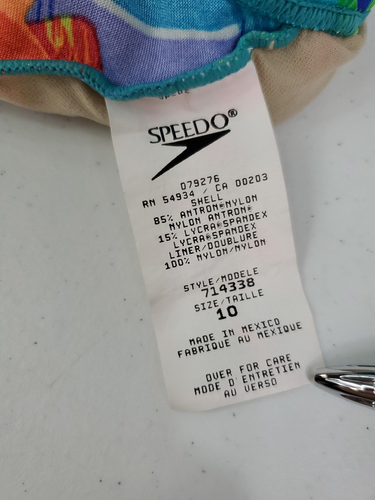 SPEEDO®
079276
RN 54934 / CA 00203
SHELL
85% ANTRON®NYLON
NYLON ANTRON®
15% LYCRA®SPANDEX
LYCRA®SPANDEX
LINER/DOUBLURE
100% NYLON/NYLON
STYLE/MODELE
714338
SIZE/TAILLE
10
MADE IN MEXICO
FABRIQUE AU MEXIQUE
OVER FOR CARE
MODE D'ENTRETIEN
AU VERSO